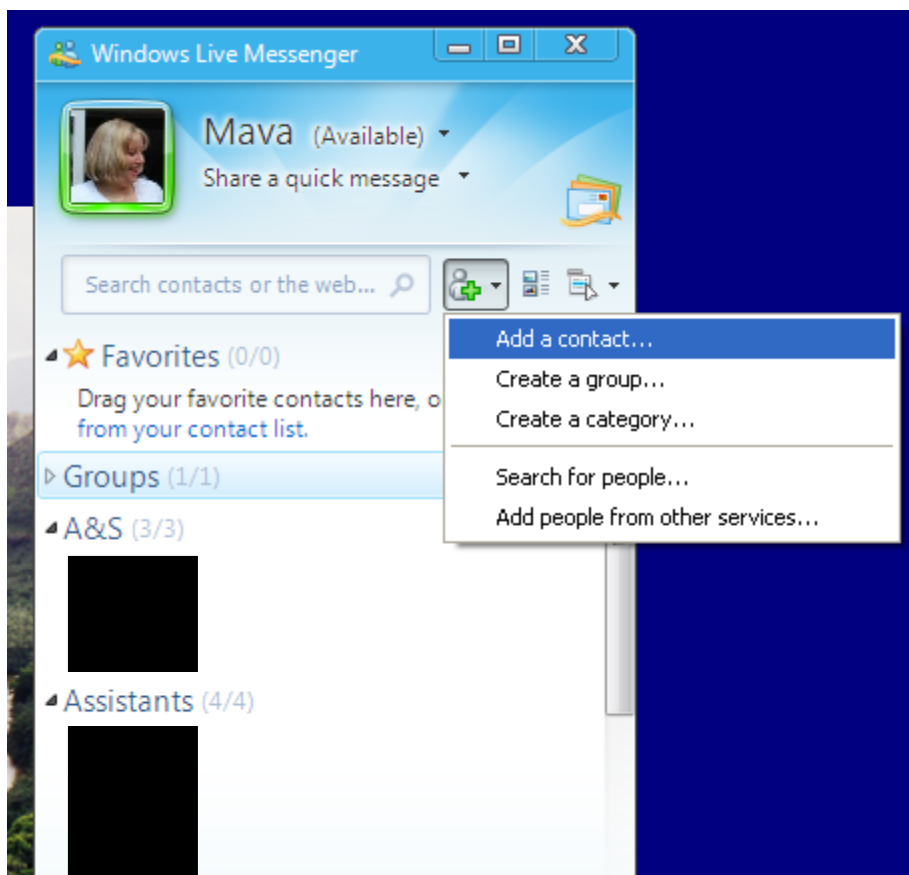 Windows Live Messenger
Mava (Available)
Share a quick message
Search contacts or the web...
Add a contact...
Create a group...
Create a category...
Search for people...
Add people from other services...
Favorites (0/0)
Drag your favorite contacts here, o
from your contact list.
Groups (1/1)
A&S (3/3)
Assistants (4/4)